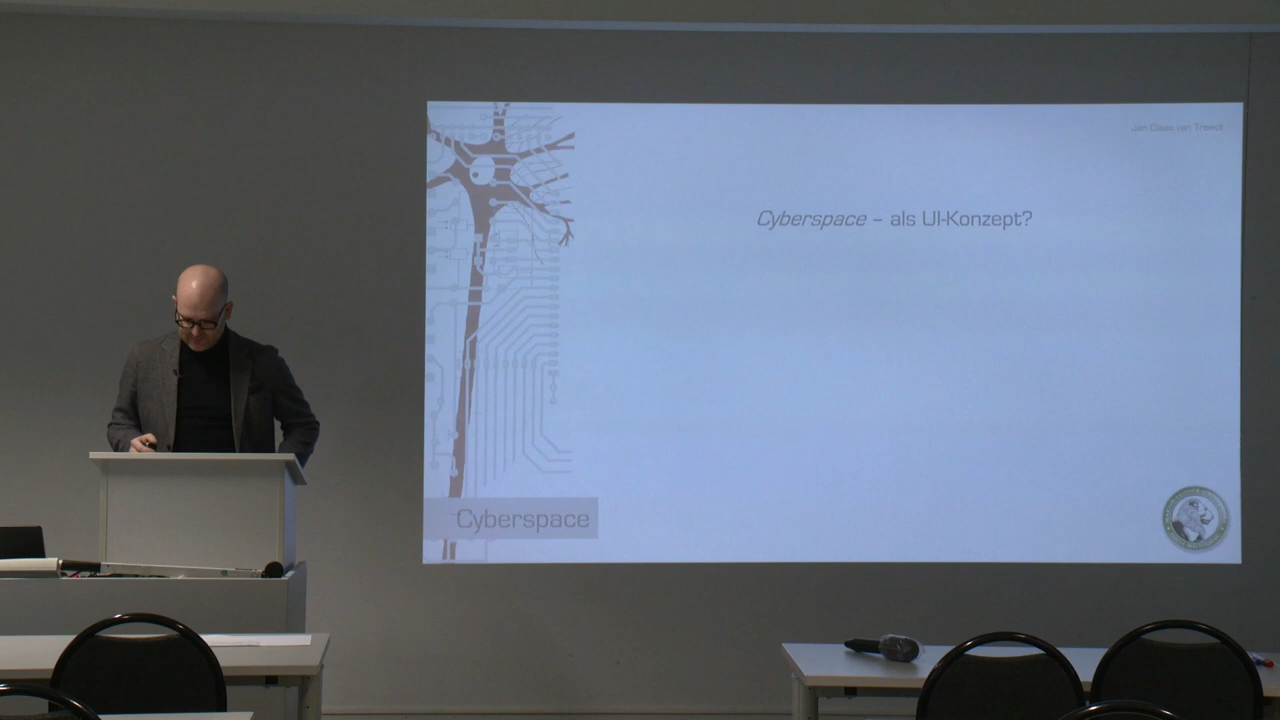 Jan Claas van Treeck
Cyberspace – als UI-Konzept?
Cyberspace